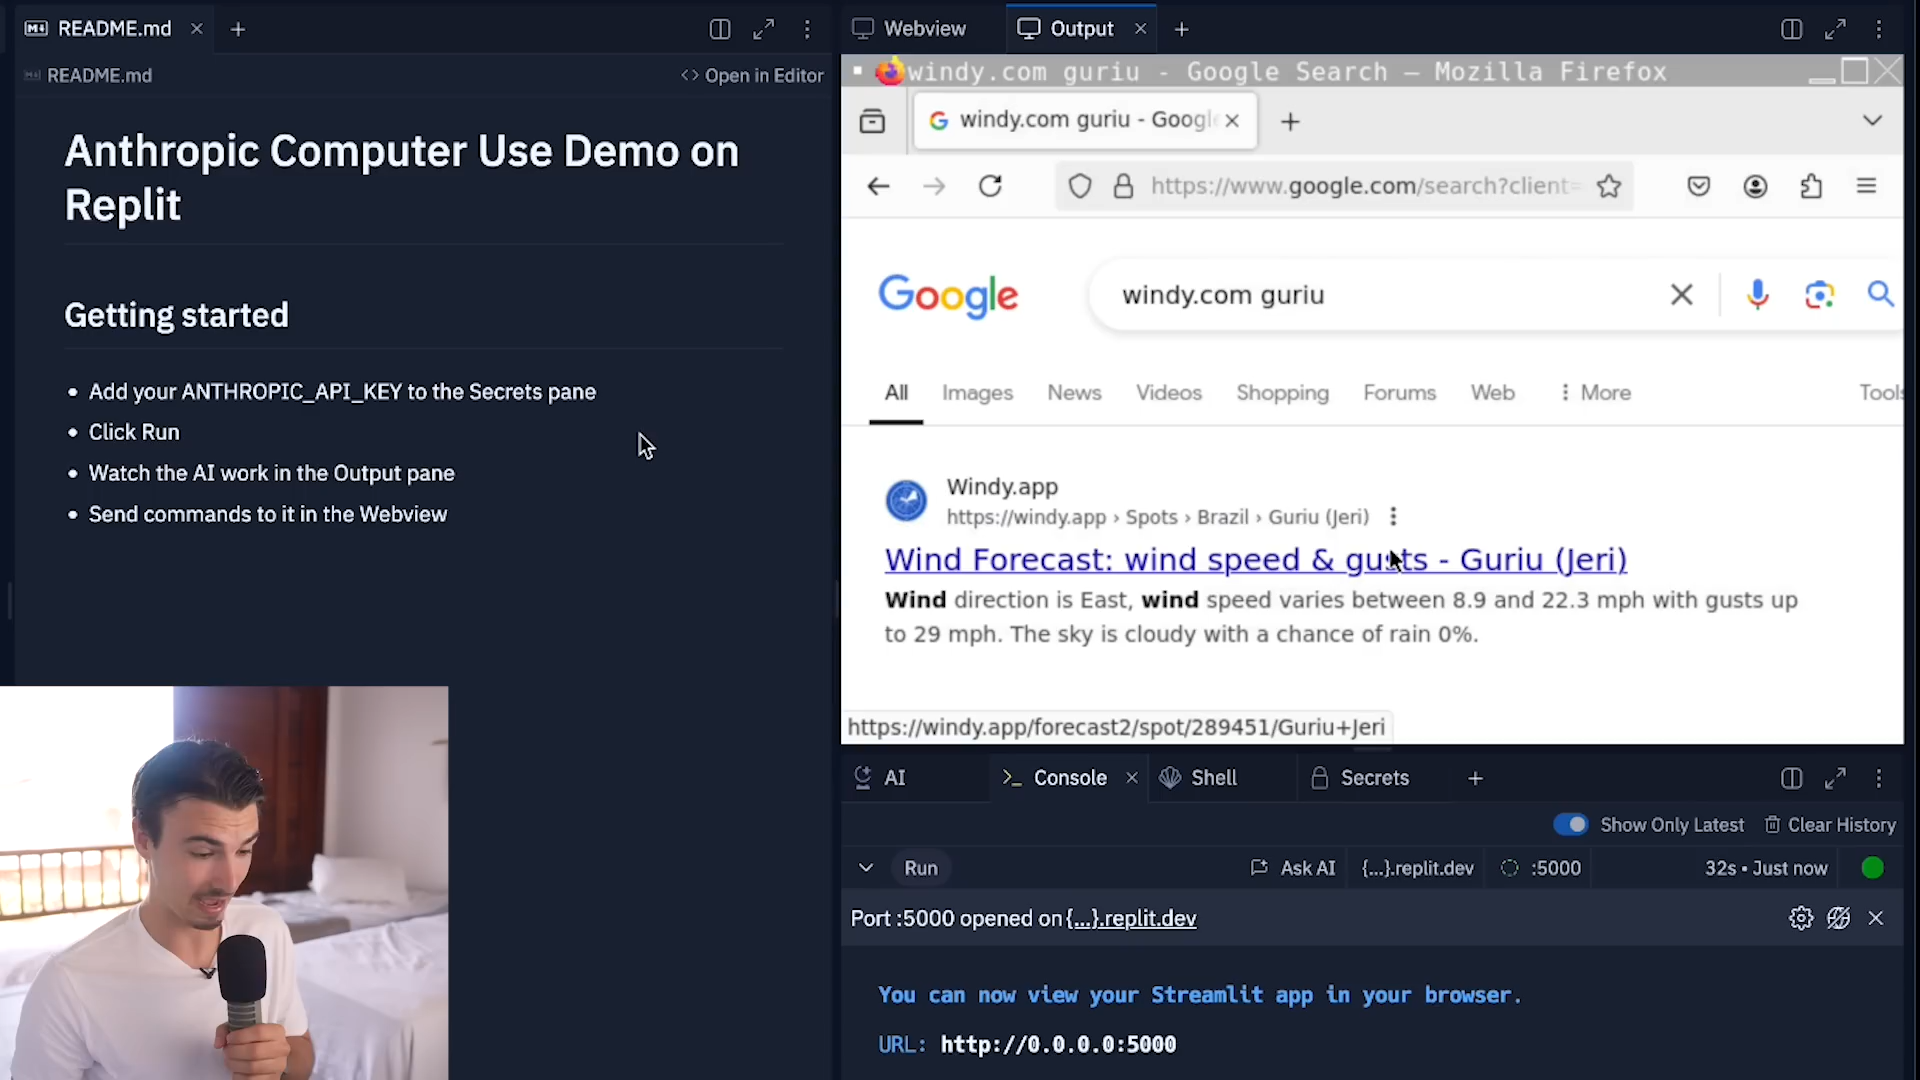 README.md
README.md
Open in Editor
Anthropic Computer Use Demo on
Replit
Getting started
Add your ANTHROPIC_API_KEY to the Secrets pane
Click Run
Watch the AI work in the Output pane
Send commands to it in the Webview
Webview
Output
windy.com guriu - Google Search — Mozilla Firefox
windy.com guriu - Googl
https://www.google.com/search?client=
Google
windy.com guriu
All Images News Videos Shopping Forums Web More Tools
Windy.app
https://windy.app › Spots › Brazil › Guriu (Jeri)
Wind Forecast: wind speed & gusts - Guriu (Jeri)
Wind direction is East, wind speed varies between 8.9 and 22.3 mph with gusts up
to 29 mph. The sky is cloudy with a chance of rain 0%.
https://windy.app/forecast2/spot/289451/Guriu+Jeri
AI
Console
Shell
Secrets
Show Only Latest
Clear History
Run
Ask AI
{...}.replit.dev
:5000
32s • Just now
Port :5000 opened on {...}.replit.dev
You can now view your Streamlit app in your browser.
URL: http://0.0.0.0:5000